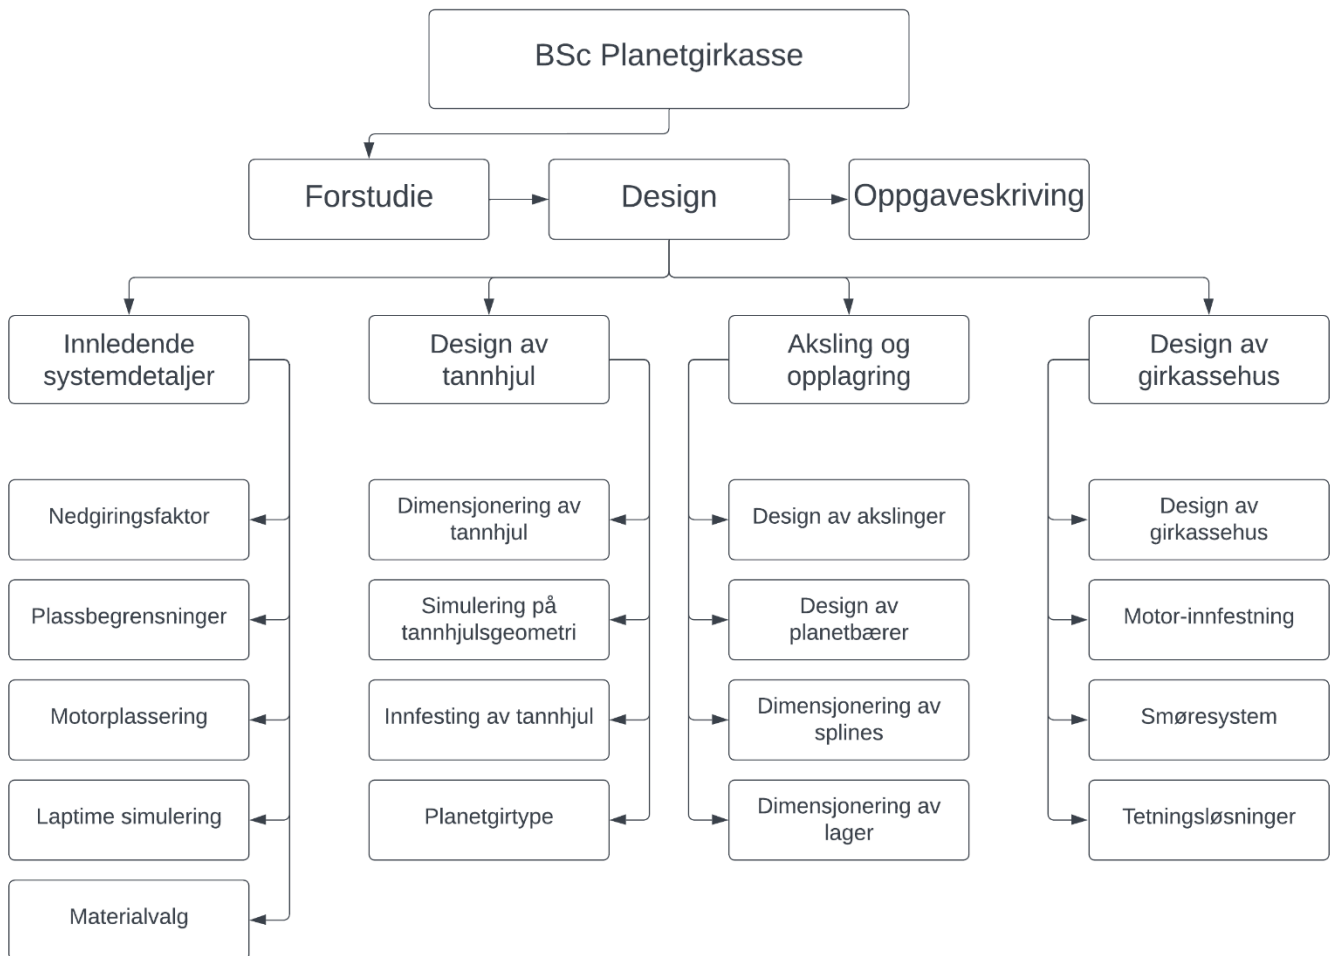 BSc Planetgirkasse
Forstudie
Design
Oppgaveskriving
Innledende
systemdetaljer
Design av
tannhjul
Aksling og
opplagring
Design av
girkassehus
Nedgiringsfaktor
Dimensjonering av
tannhjul
Design av akslinger
Design av
girkassehus
Plassbegrensninger
Simulering på
tannhjulsgeometri
Design av
planetbærer
Motor-innfestning
Motorplassering
Innfesting av tannhjul
Dimensjonering av
splines
Smøresystem
Laptime simulering
Planetgirtype
Dimensjonering av
lager
Tetningsløsninger
Materialvalg